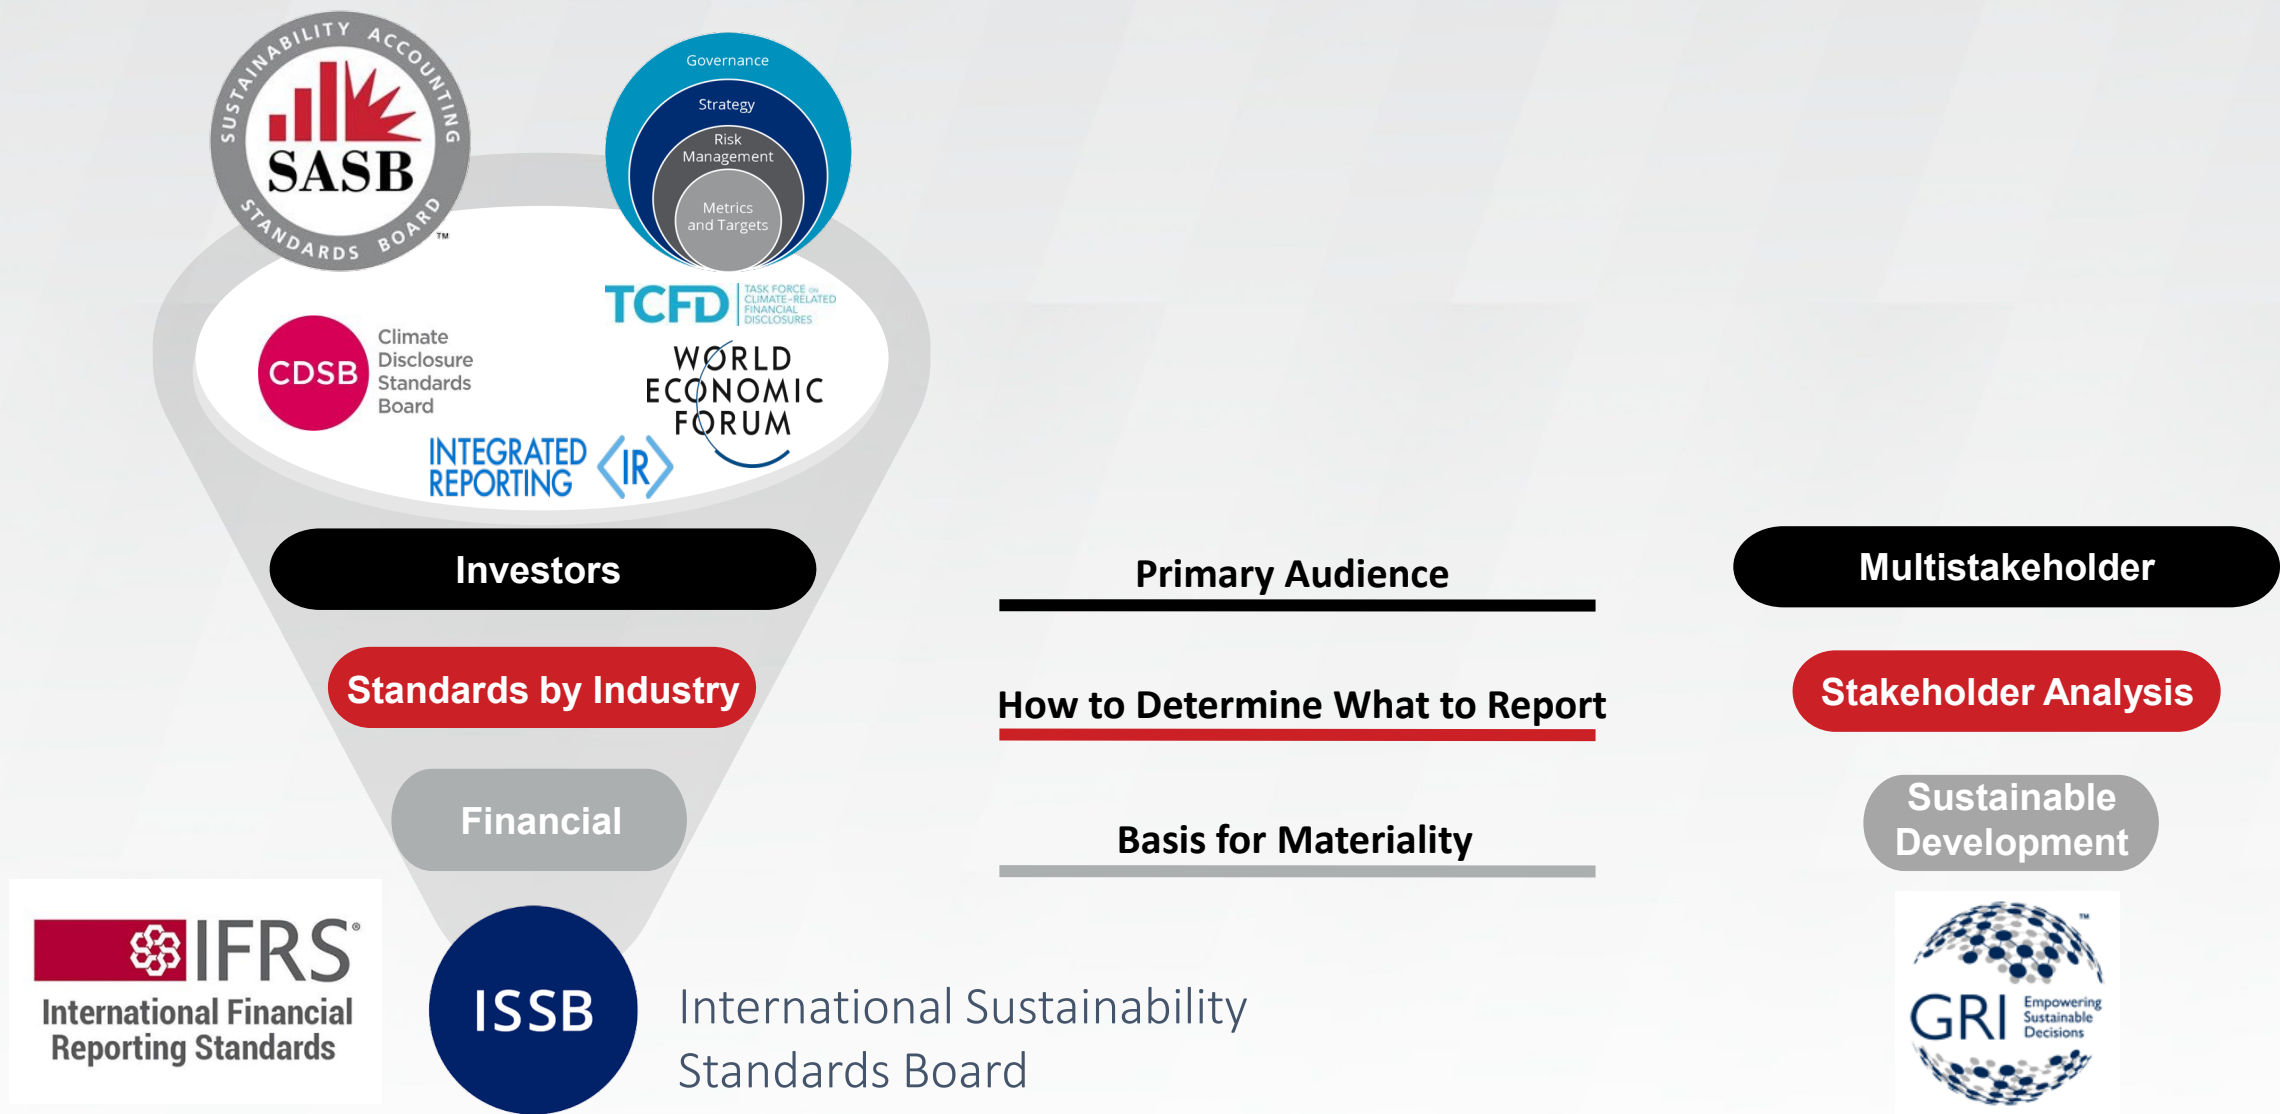 SUSTAINABILITY ACCOUNTING
SASB
STANDARDS BOARD
™
Governance
Strategy
Risk
Management
Metrics
and Targets
TCFD
TASK FORCE ON
CLIMATE-RELATED
FINANCIAL
DISCLOSURES
CDSB
Climate
Disclosure
Standards
Board
WORLD
ECONOMIC
FORUM
INTEGRATED
REPORTING
<IR>
Investors
Primary Audience
Multistakeholder
Standards by Industry
How to Determine What to Report
Stakeholder Analysis
Financial
Basis for Materiality
Sustainable
Development
IFRS®
International Financial
Reporting Standards
ISSB
International Sustainability
Standards Board
™
GRI
Empowering
Sustainable
Decisions